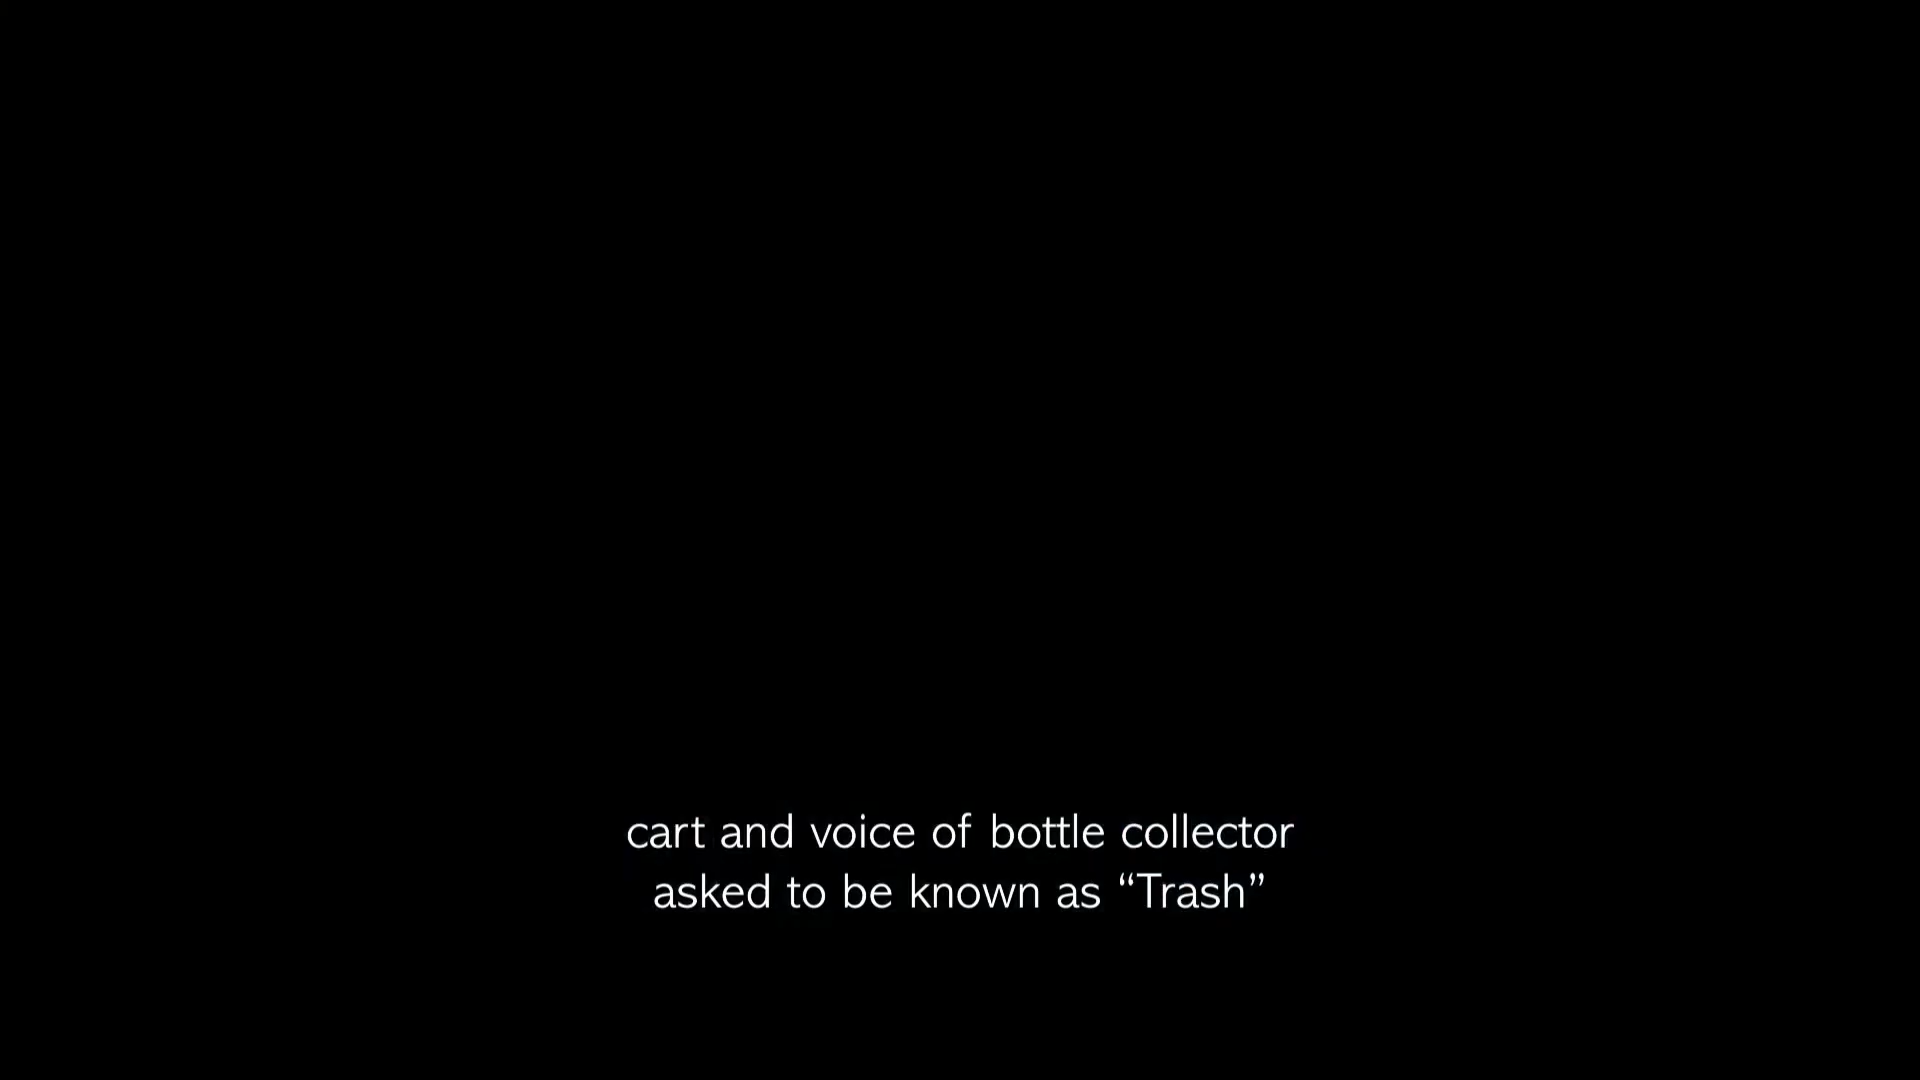 cart and voice of bottle collector
asked to be known as “Trash”